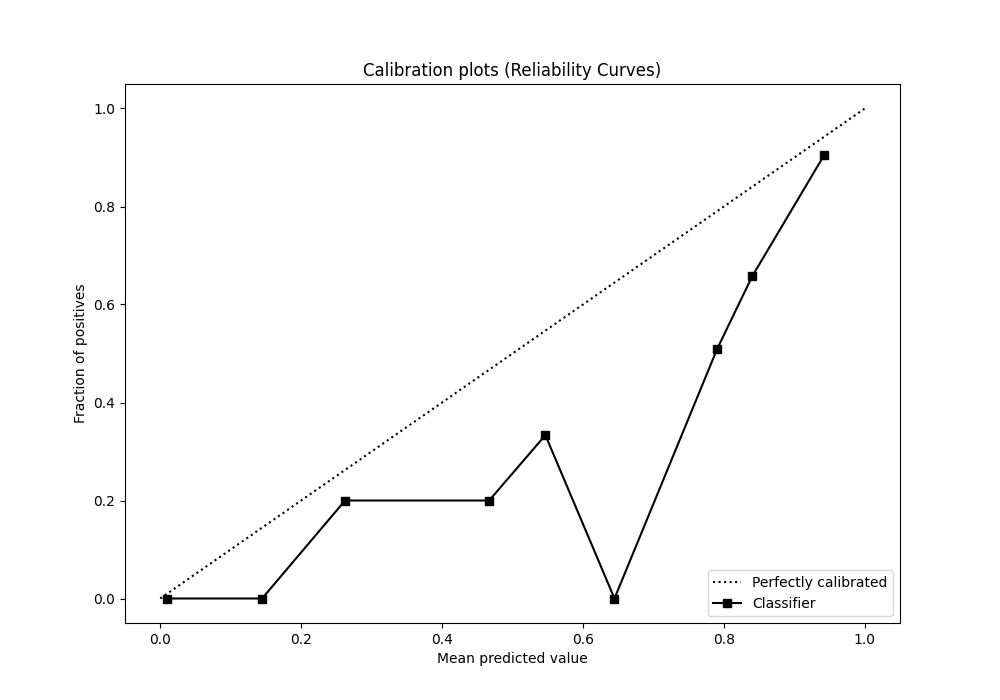 Calibration plots (Reliability Curves)
1.0
0.8
0.6
0.4
0.2
0.0
Fraction of positives
0.0 0.2 0.4 0.6 0.8 1.0
Mean predicted value
Perfectly calibrated
Classifier